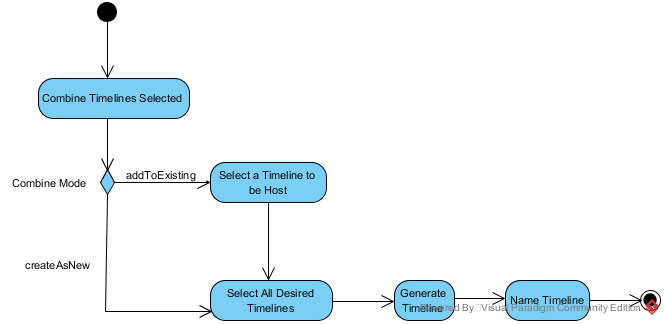 Combine Timelines Selected
Combine Mode
addToExisting
Select a Timeline to
be Host
createAsNew
Select All Desired
Timelines
Generate
Timeline
Name Timeline
Powered By Visual Paradigm Community Edition